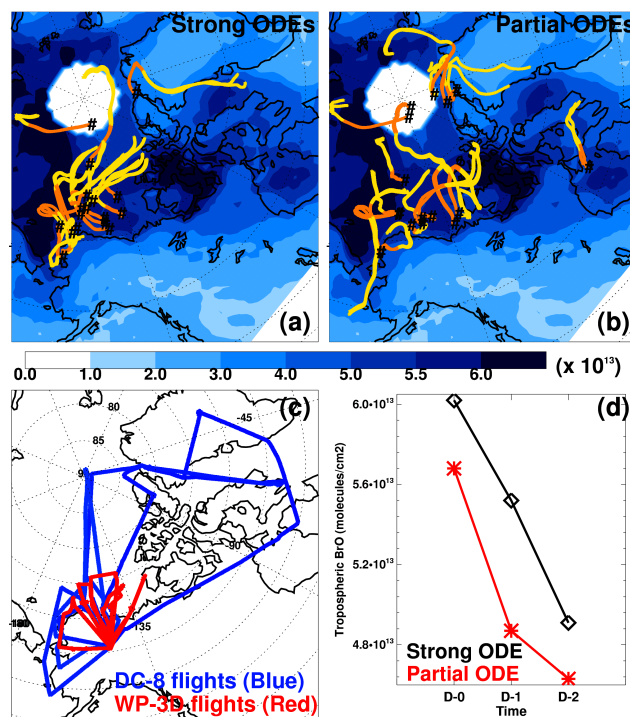 Strong ODEs
Partial ODEs
(a)
(b)
0.0 1.0 2.0 3.0 4.0 5.0 5.5 6.0 (x 10¹³)
(c)
80
-45
85
-90
-135
DC-8 flights (Blue)
WP-3D flights (Red)
(d)
6.0•10¹³
5.6•10¹³
5.2•10¹³
4.8•10¹³
Tropospheric BrO (molecules/cm2)
Strong ODE
Partial ODE
D-0 D-1 D-2
Time